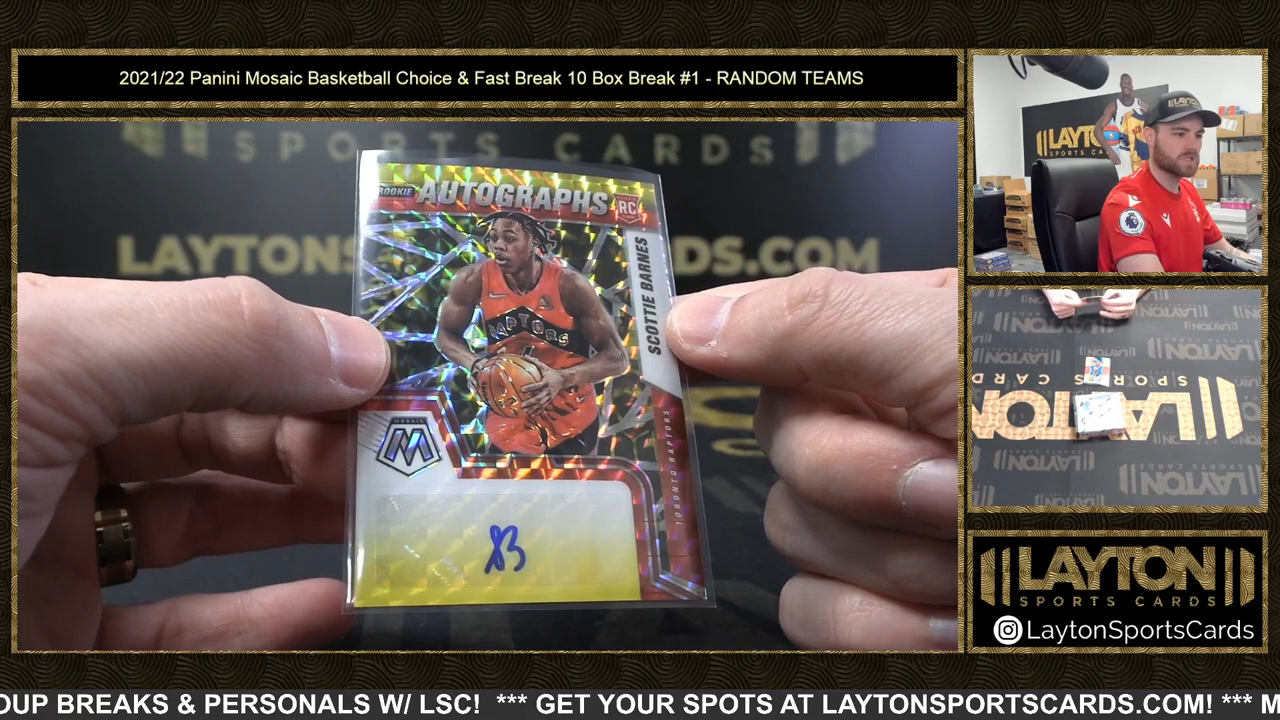 2021/22 Panini Mosaic Basketball Choice & Fast Break 10 Box Break #1 - RANDOM TEAMS
SPORTS CARDS
LAYTONS DS.COM
ROOKIE AUTOGRAPHS RC
SCOTTIE BARNES
RAPTORS
TORONTO RAPTORS
MOSAIC
M
SB
LAYTON
SPORTS CARDS
LAYTON
SPORTS CARDS
LAYTON
SPORTS CARDS
LaytonSportsCards
OUP BREAKS & PERSONALS W/ LSC! *** GET YOUR SPOTS AT LAYTONSPORTSCARDS.COM! *** M